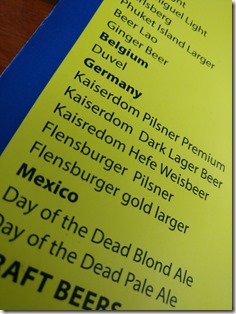 Miguel Light
Carlsberg
Phuket Island Larger
Beer Lao
Ginger Beer
Belgium
Duvel
Germany
Kaiserdom Pilsner Premium
Kaiserdom Dark Lager Beer
Kaisredom Hefe Weisbeer
Flensburger Pilsner
Flensburger gold larger
Mexico
Day of the Dead Blond Ale
Day of the Dead Pale Ale
BEERS